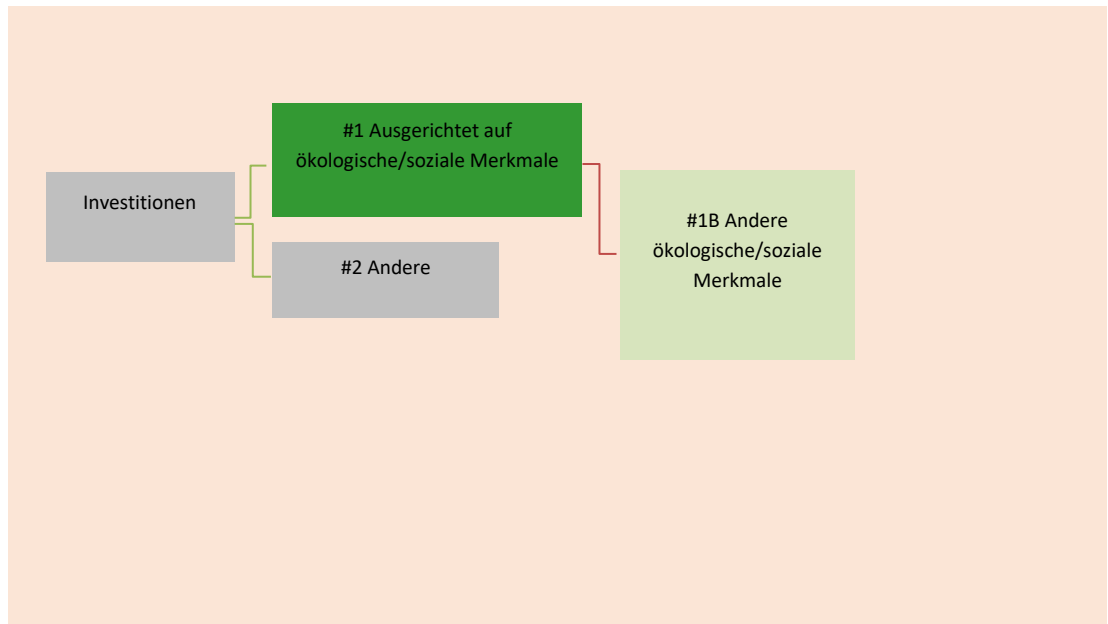 #1 Ausgerichtet auf
ökologische/soziale Merkmale
Investitionen
#2 Andere
#1B Andere
ökologische/soziale
Merkmale